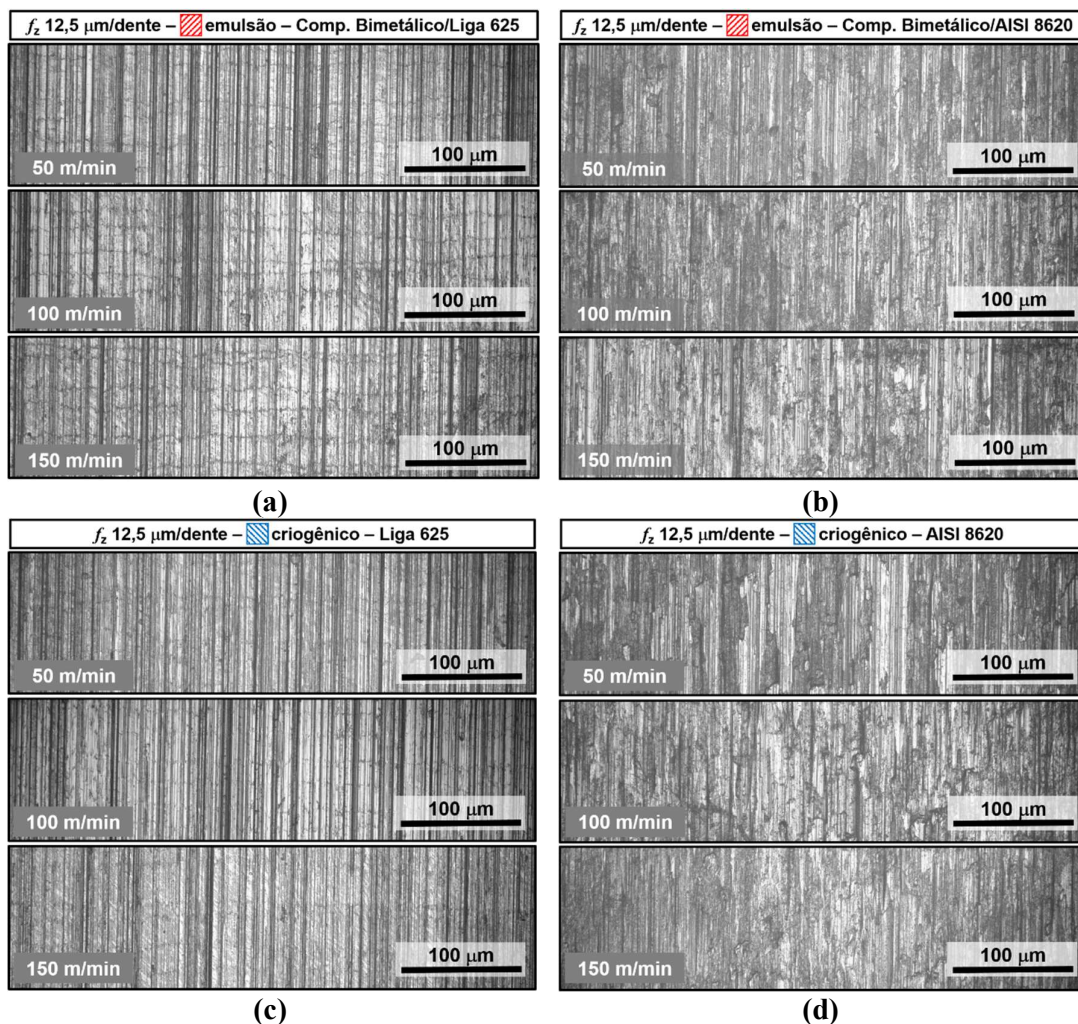 fz 12,5 μm/dente – emulsão – Comp. Bimetálico/Liga 625
100 μm
50 m/min
100 μm
100 m/min
100 μm
150 m/min
(a)
fz 12,5 μm/dente – emulsão – Comp. Bimetálico/AISI 8620
100 μm
50 m/min
100 μm
100 m/min
100 μm
150 m/min
(b)
fz 12,5 μm/dente – criogênico – Liga 625
100 μm
50 m/min
100 μm
100 m/min
100 μm
150 m/min
(c)
fz 12,5 μm/dente – criogênico – AISI 8620
100 μm
50 m/min
100 μm
100 m/min
100 μm
150 m/min
(d)